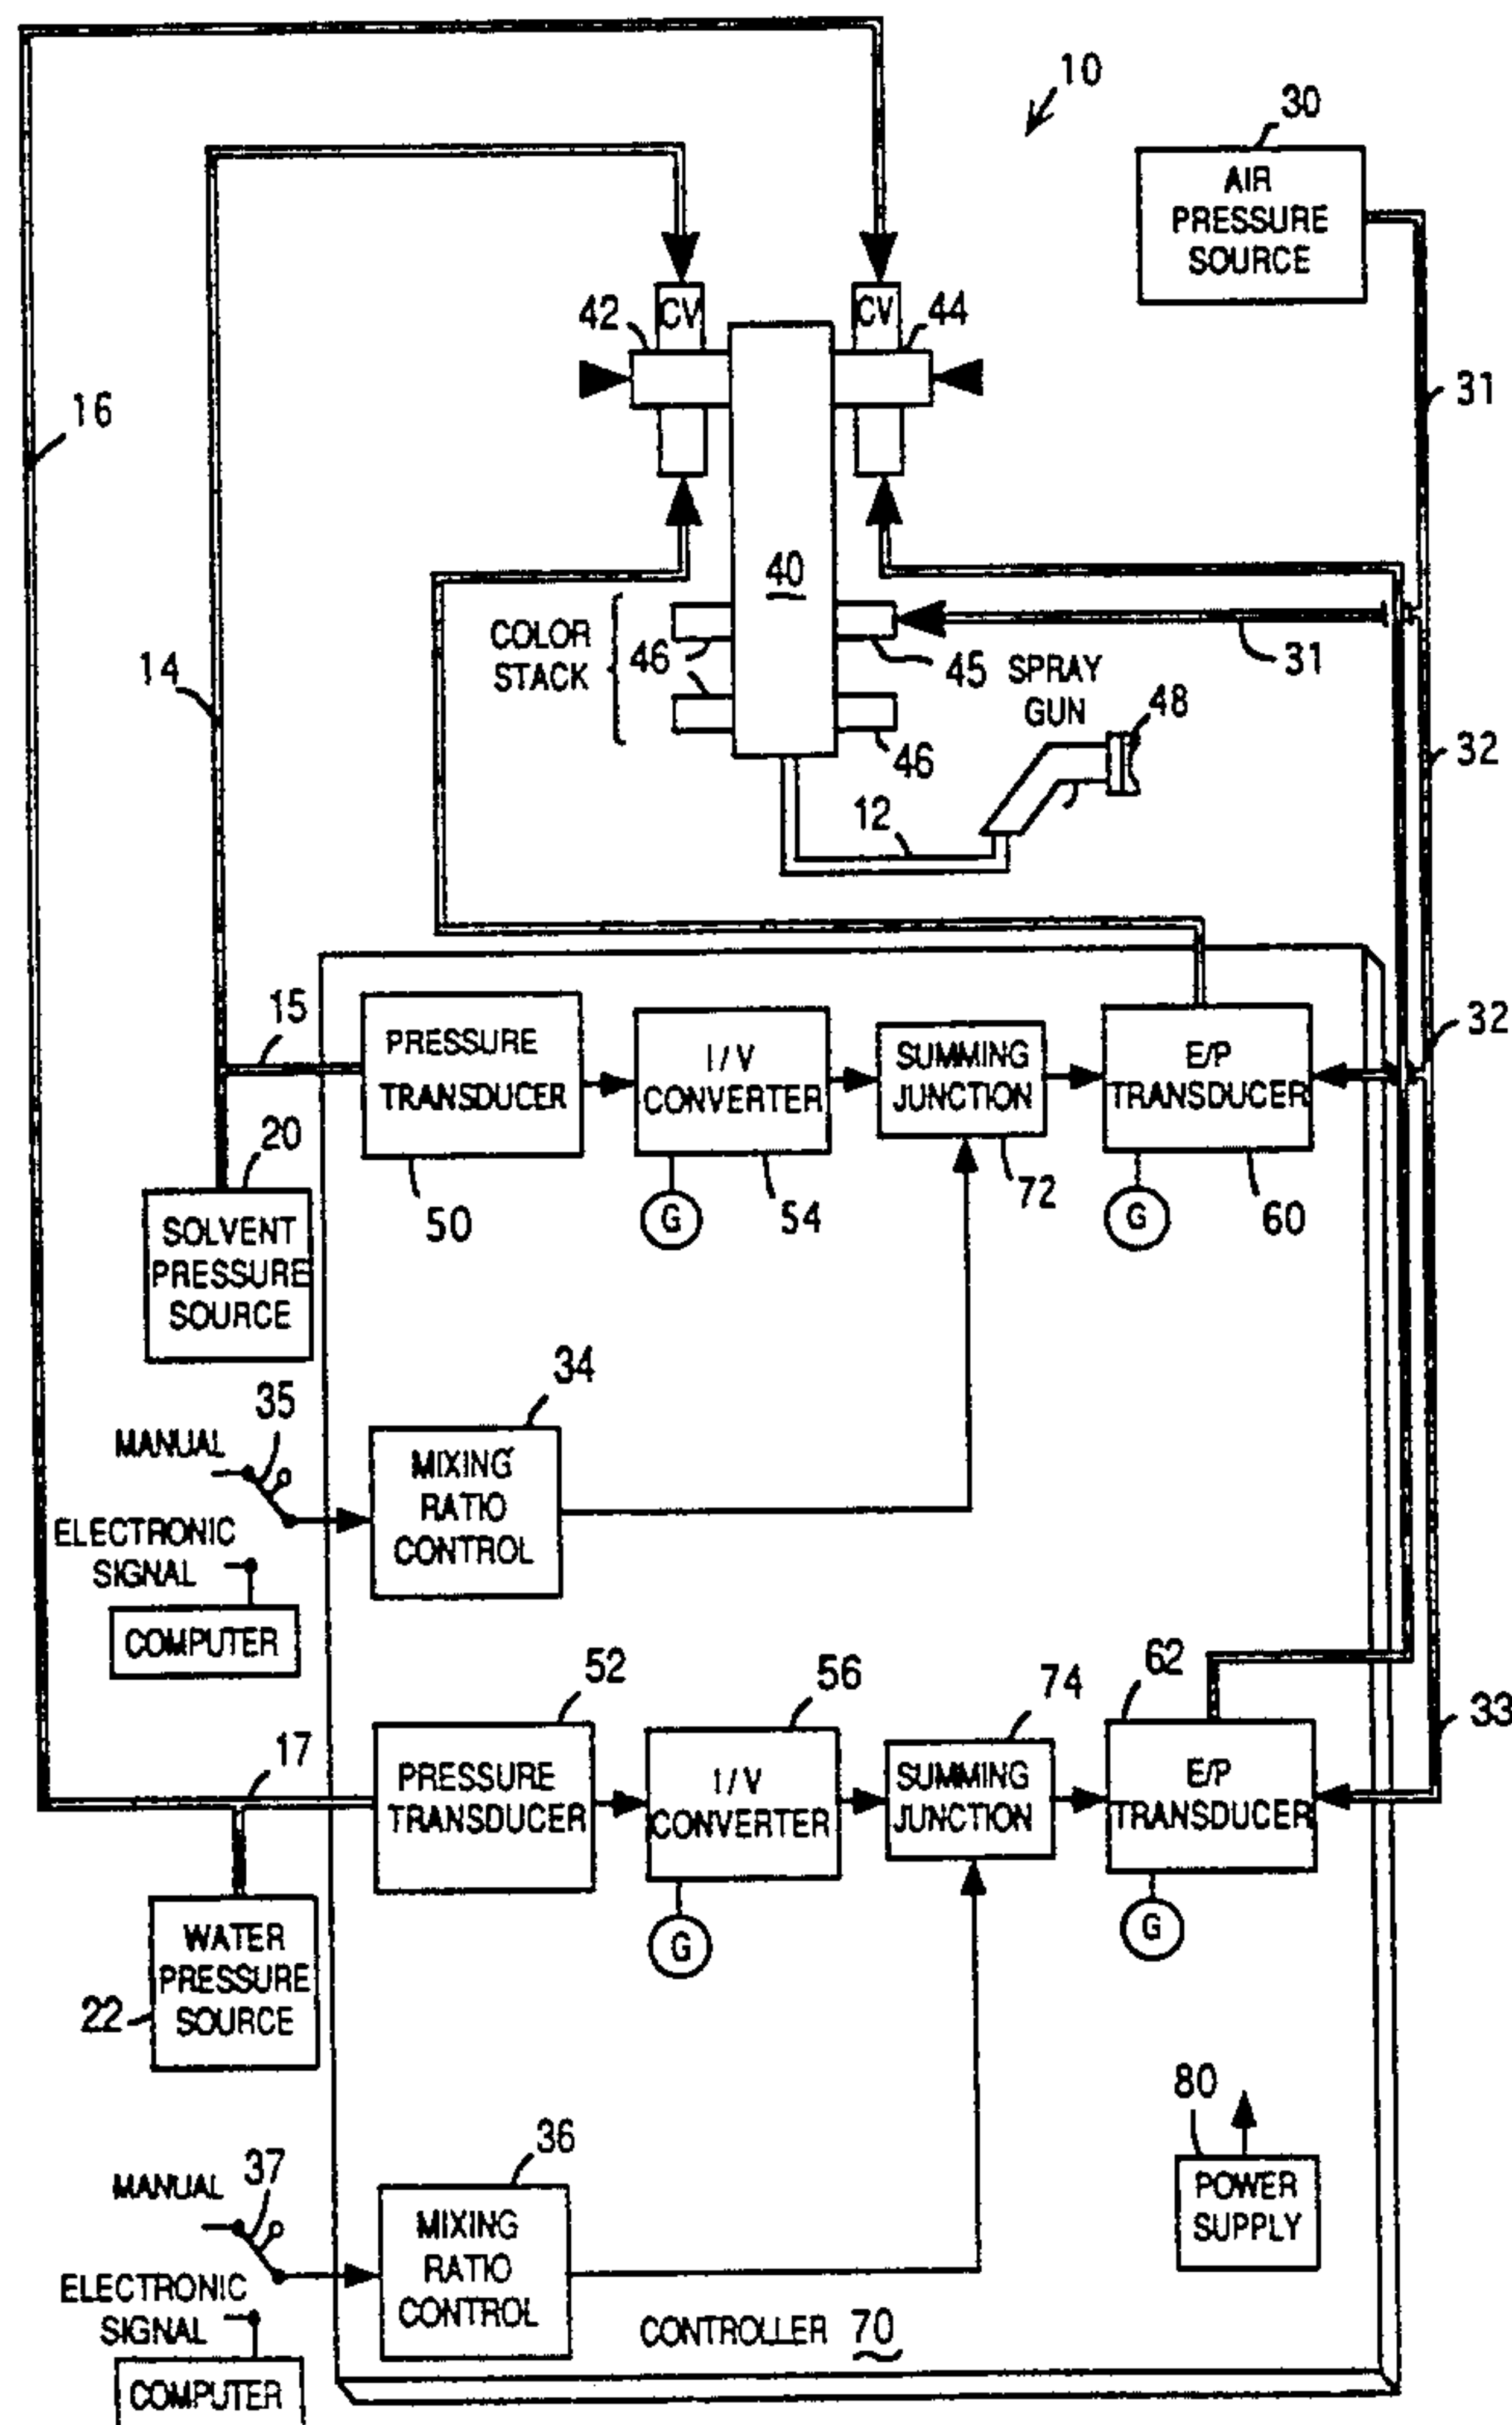 10
30
AIR
PRESSURE
SOURCE
42
CV
CV
44
31
16
40
COLOR
STACK
46
45
31
SPRAY
GUN
48
14
46
32
12
15
32
PRESSURE
TRANSDUCER
I/V
CONVERTER
SUMMING
JUNCTION
E/P
TRANSDUCER
20
50
G
54
72
G
60
SOLVENT
PRESSURE
SOURCE
34
35
MANUAL
MIXING
RATIO
CONTROL
ELECTRONIC
SIGNAL
COMPUTER
52
56
74
62
33
17
PRESSURE
TRANSDUCER
I/V
CONVERTER
SUMMING
JUNCTION
E/P
TRANSDUCER
G
G
WATER
PRESSURE
SOURCE
22
80
36
37
MANUAL
MIXING
RATIO
CONTROL
POWER
SUPPLY
ELECTRONIC
SIGNAL
CONTROLLER 70
COMPUTER